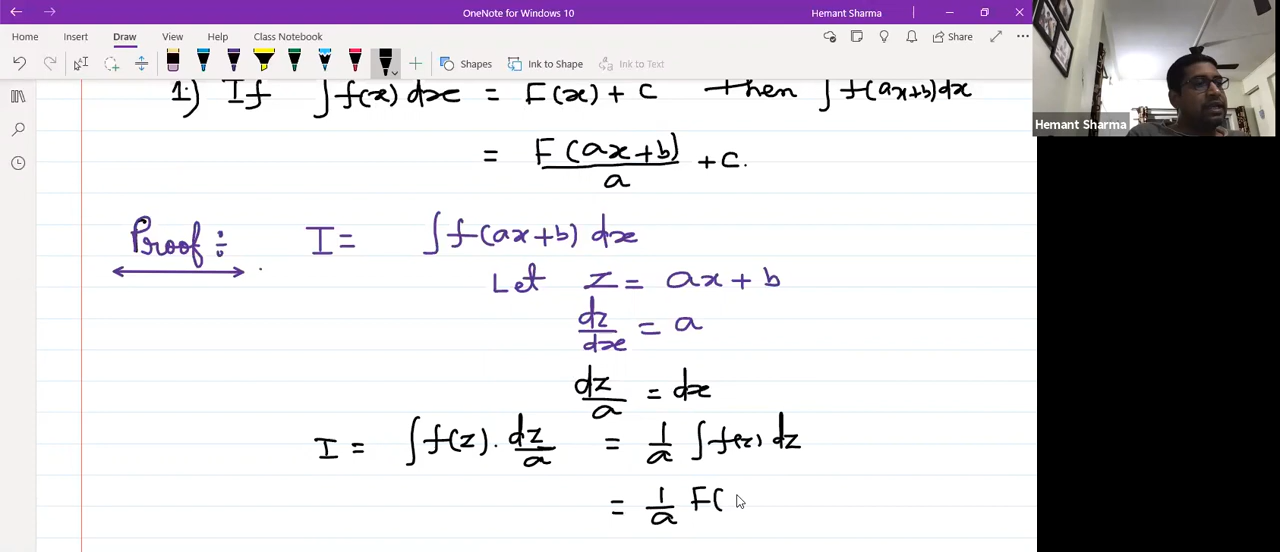 OneNote for Windows 10
Hemant Sharma
Home Insert Draw View Help Class Notebook Share
Shapes Ink to Shape Ink to Text
1.) If ∫f(x) dx = F(x) + c then ∫f(ax+b)dx
= F(ax+b)/a + c.
Proof :- I = ∫f(ax+b) dx
Let z = ax + b
dz/dx = a
dz/a = dx
I = ∫f(z). dz/a = 1/a ∫f(z) dz
= 1/a F(
Hemant Sharma